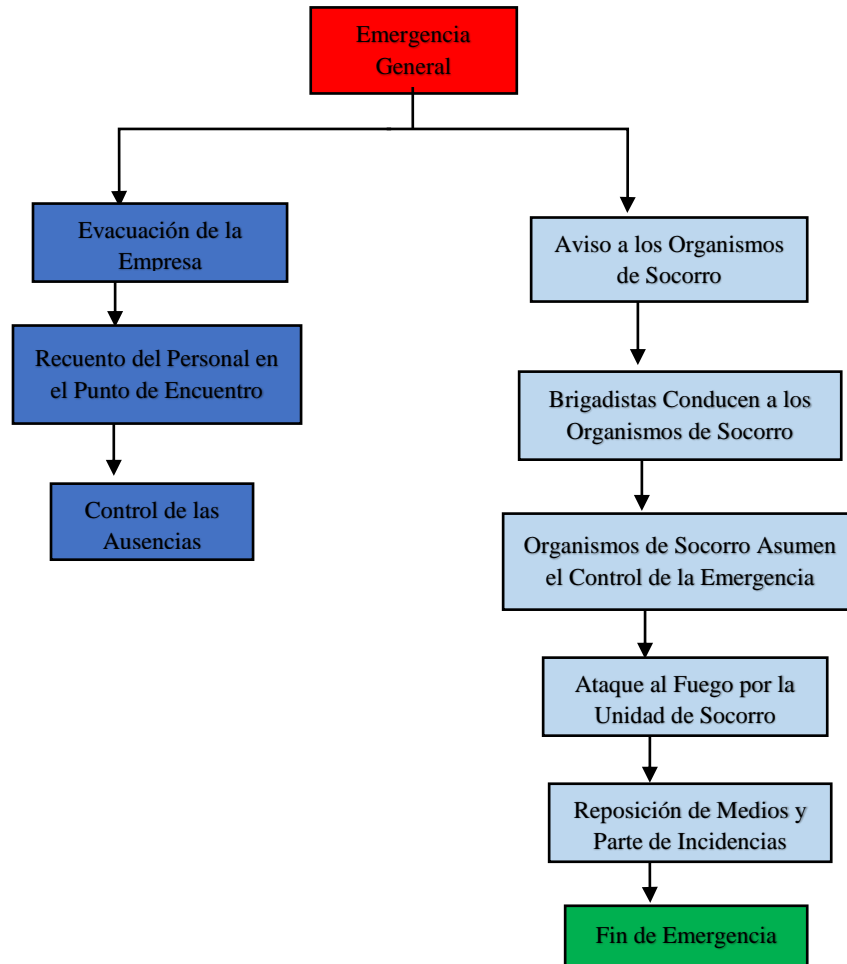 Emergencia
General
Evacuación de la
Empresa
Recuento del Personal en
el Punto de Encuentro
Control de las
Ausencias
Aviso a los Organismos
de Socorro
Brigadistas Conducen a los
Organismos de Socorro
Organismos de Socorro Asumen
el Control de la Emergencia
Ataque al Fuego por la
Unidad de Socorro
Reposición de Medios y
Parte de Incidencias
Fin de Emergencia